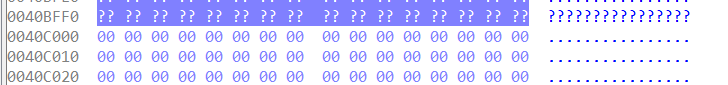 0040BFF0 ?? ?? ?? ?? ?? ?? ?? ?? ?? ?? ?? ?? ?? ?? ?? ?? ????????????????
0040C000 00 00 00 00 00 00 00 00 00 00 00 00 00 00 00 00 ................
0040C010 00 00 00 00 00 00 00 00 00 00 00 00 00 00 00 00 ................
0040C020 00 00 00 00 00 00 00 00 00 00 00 00 00 00 00 00 ................